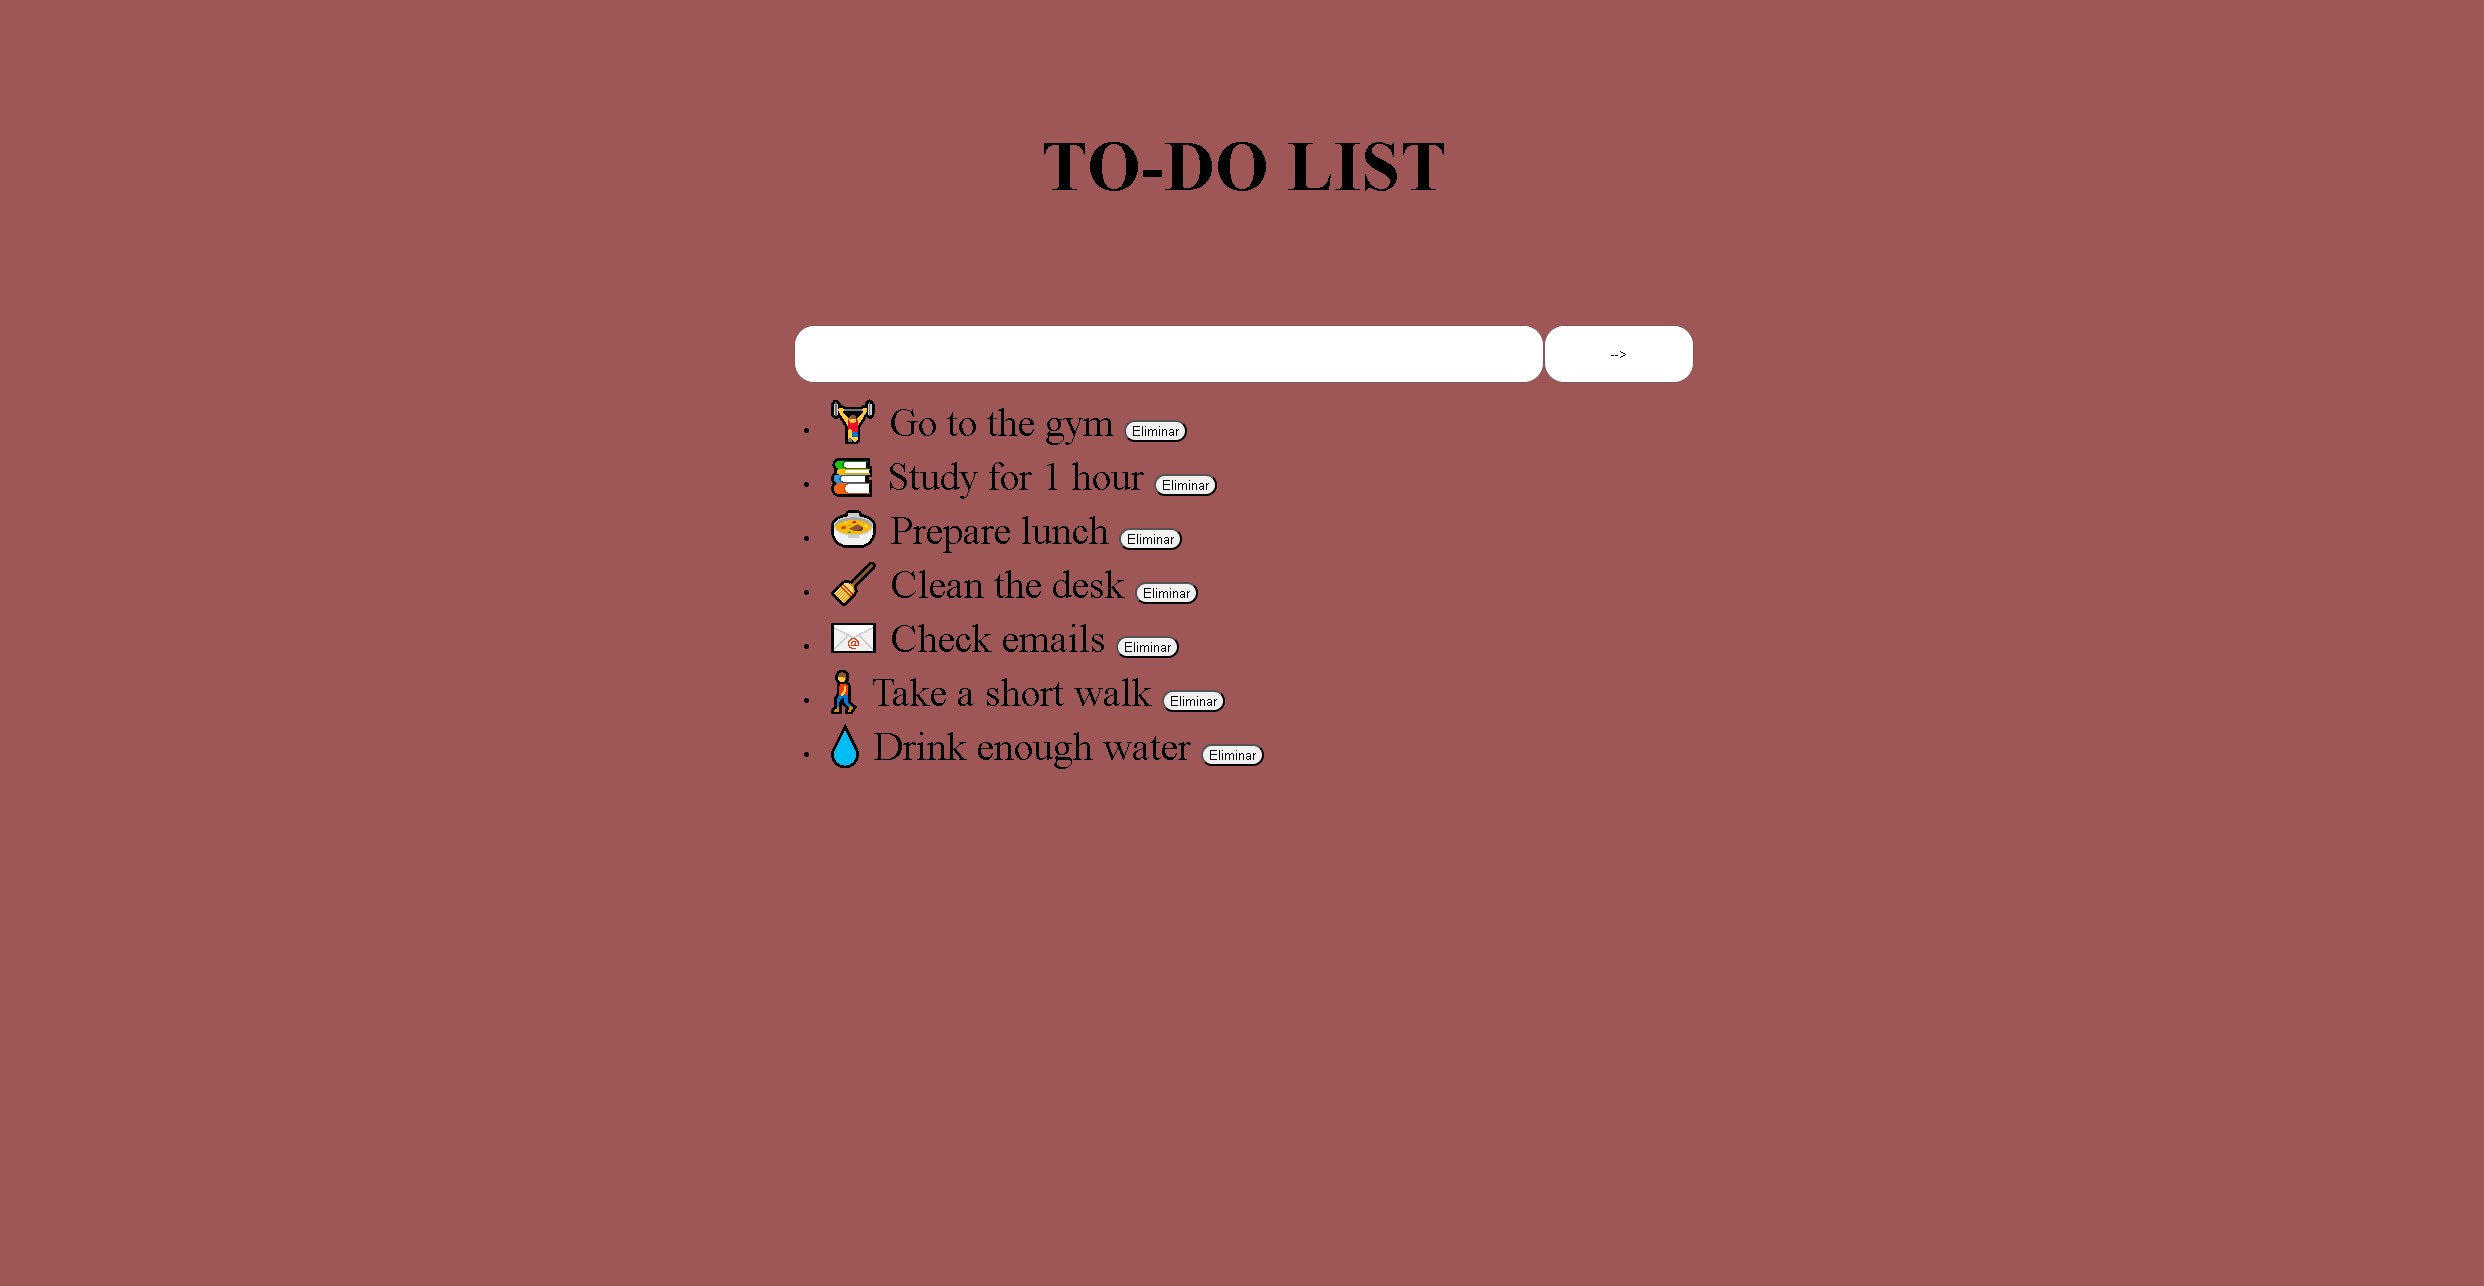 TO-DO LIST
-->
Go to the gym Eliminar
Study for 1 hour Eliminar
Prepare lunch Eliminar
Clean the desk Eliminar
Check emails Eliminar
Take a short walk Eliminar
Drink enough water Eliminar